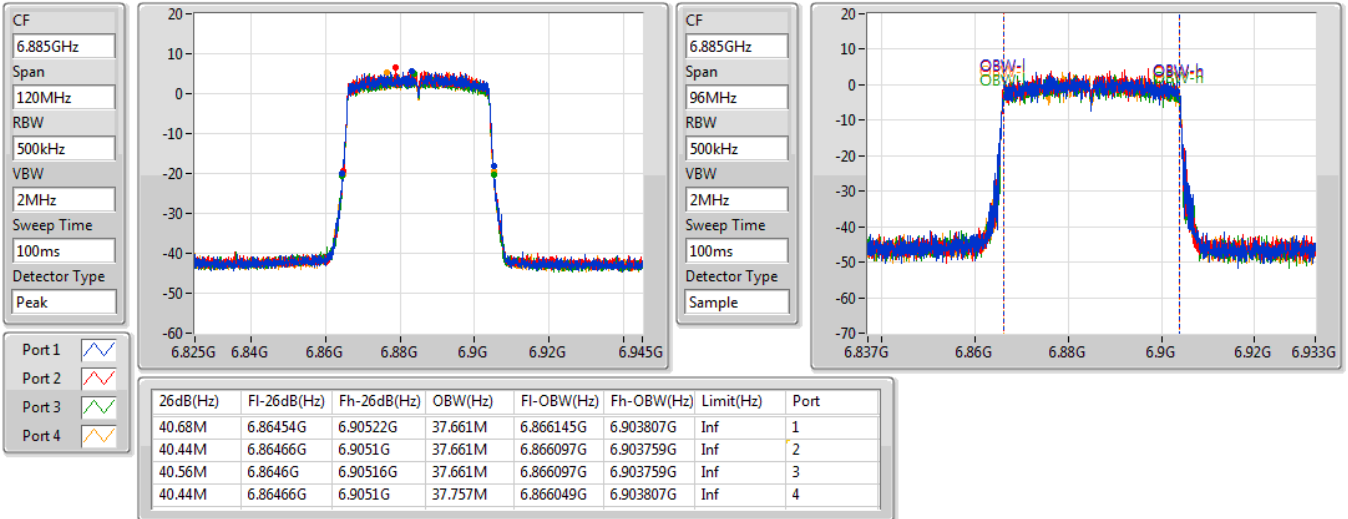 CF
6.885GHz
Span
120MHz
RBW
500kHz
VBW
2MHz
Sweep Time
100ms
Detector Type
Peak
20
10
0
-10
-20
-30
-40
-50
-60
6.825G 6.84G 6.86G 6.88G 6.9G 6.92G 6.945G
CF
6.885GHz
Span
96MHz
RBW
500kHz
VBW
2MHz
Sweep Time
100ms
Detector Type
Sample
20
10
0
-10
-20
-30
-40
-50
-60
-70
OBW-l OBW-h
6.837G 6.86G 6.88G 6.9G 6.92G 6.933G
Port 1
Port 2
Port 3
Port 4
26dB(Hz) Fl-26dB(Hz) Fh-26dB(Hz) OBW(Hz) Fl-OBW(Hz) Fh-OBW(Hz) Limit(Hz) Port
40.68M 6.86454G 6.90522G 37.661M 6.866145G 6.903807G Inf 1
40.44M 6.86466G 6.9051G 37.661M 6.866097G 6.903759G Inf 2
40.56M 6.8646G 6.90516G 37.661M 6.866097G 6.903759G Inf 3
40.44M 6.86466G 6.9051G 37.757M 6.866049G 6.903807G Inf 4